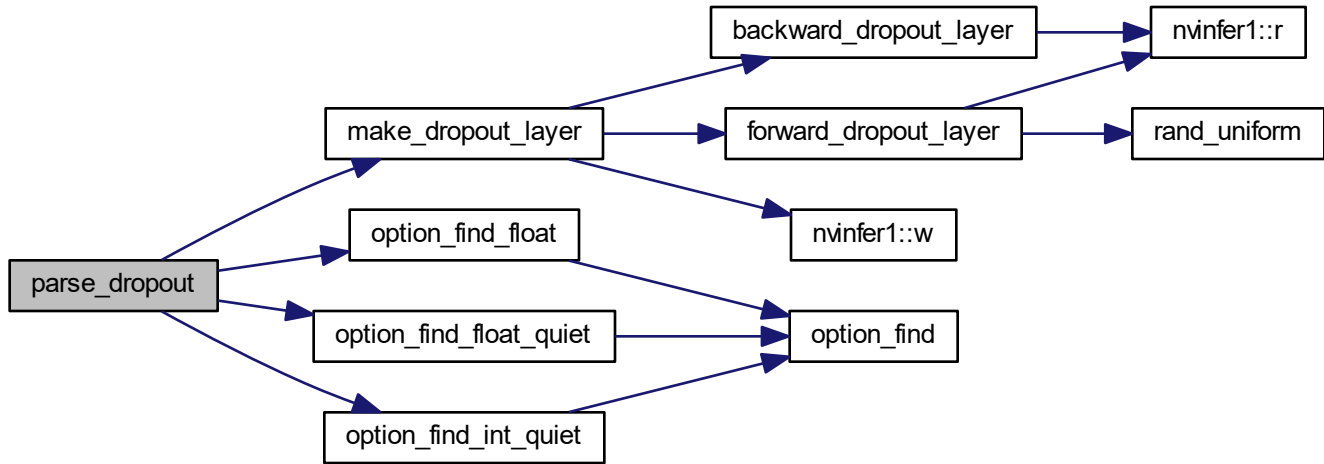 backward_dropout_layer
nvinfer1::r
make_dropout_layer
forward_dropout_layer
rand_uniform
option_find_float
nvinfer1::w
parse_dropout
option_find_float_quiet
option_find
option_find_int_quiet